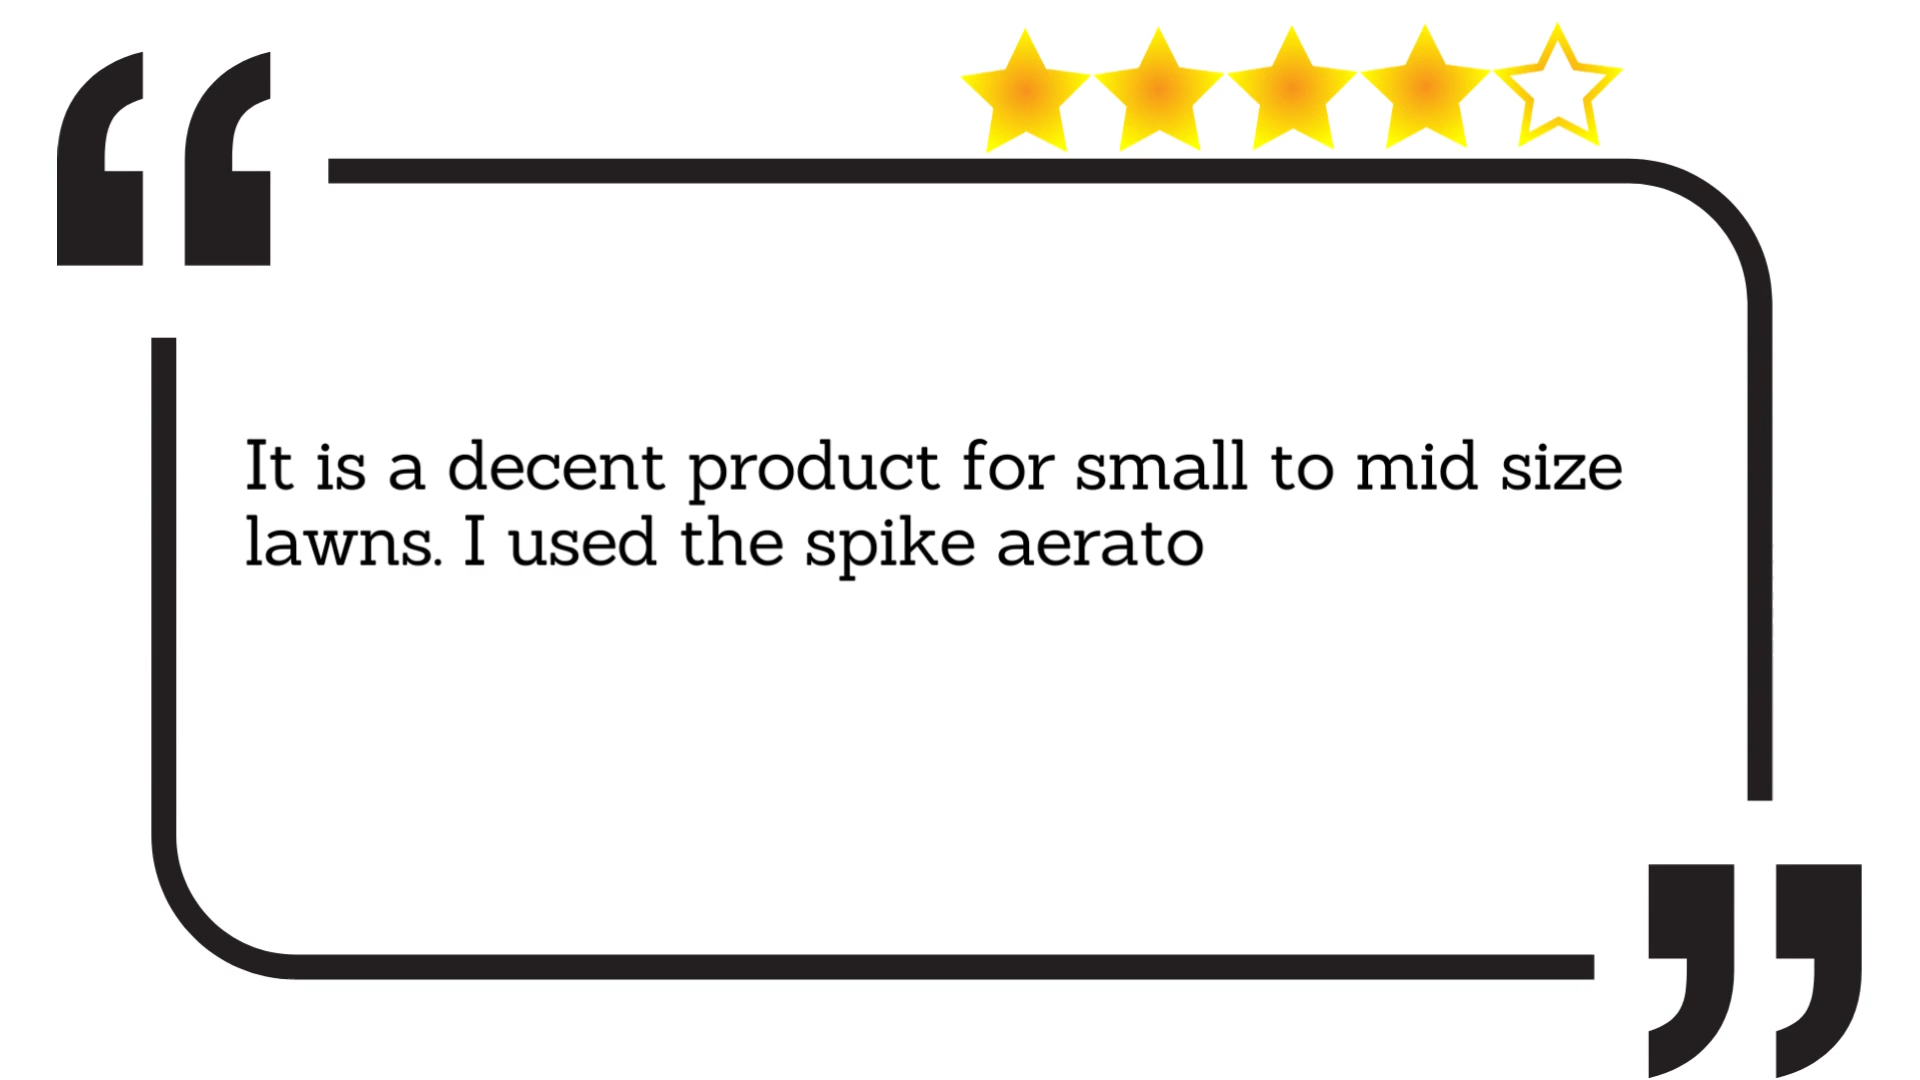 It is a decent product for small to mid size
lawns. I used the spike aerato